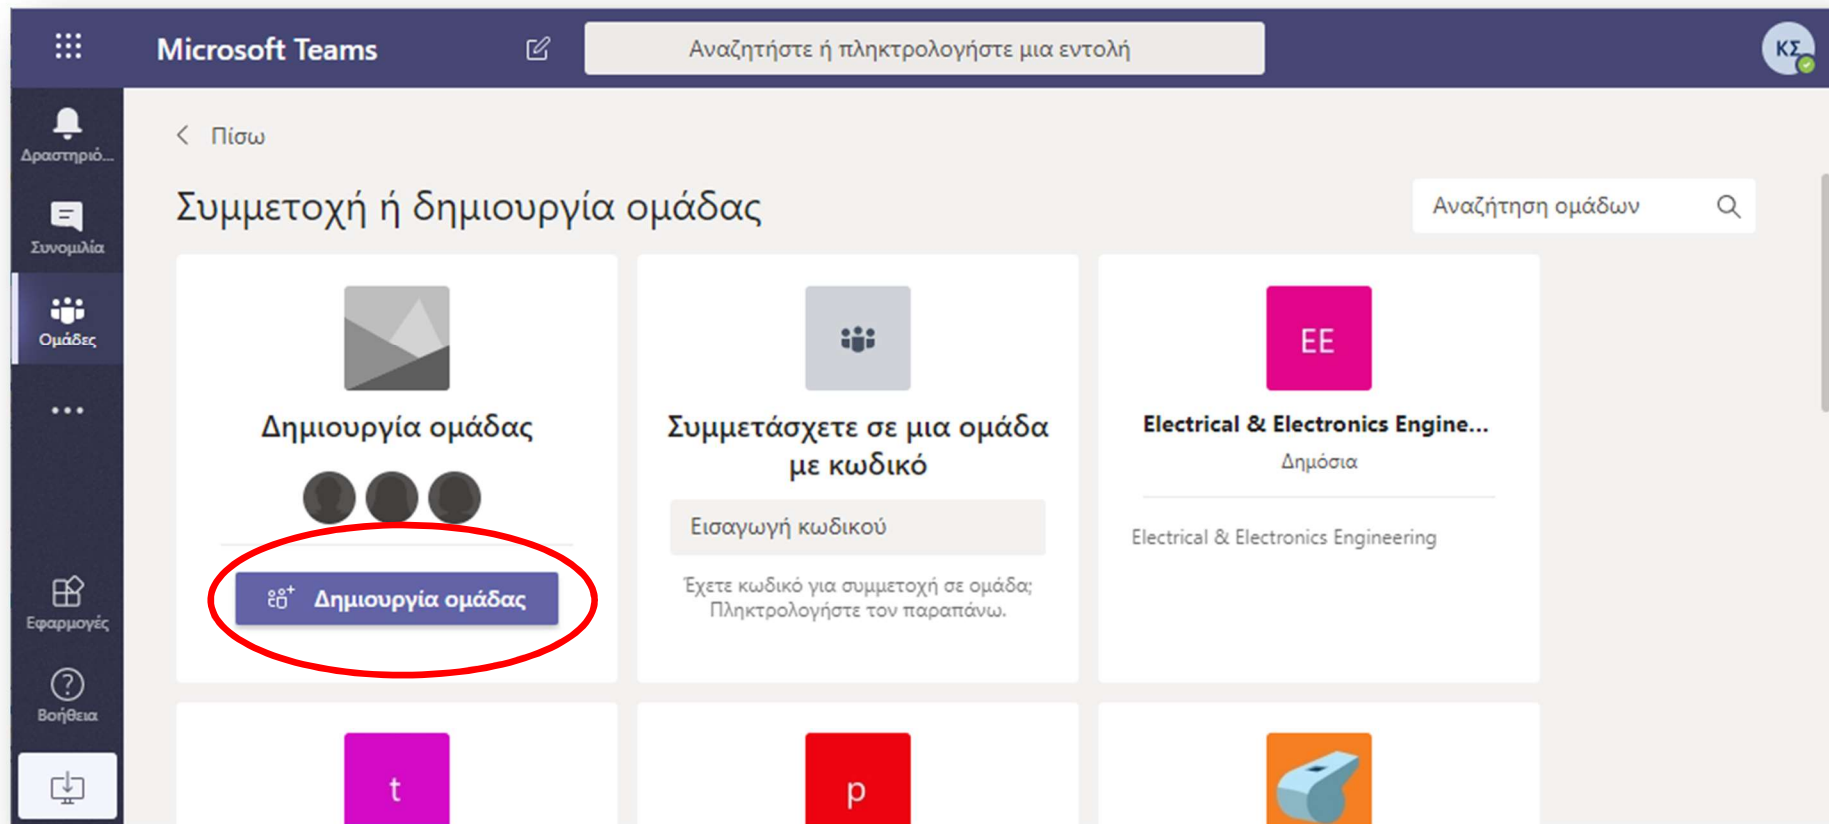 Microsoft Teams
Αναζητήστε ή πληκτρολογήστε μια εντολή
ΚΣ
Δραστηριό...
Συνομιλία
Ομάδες
Εφαρμογές
Βοήθεια
Πίσω
Συμμετοχή ή δημιουργία ομάδας
Αναζήτηση ομάδων
Δημιουργία ομάδας
Δημιουργία ομάδας
Συμμετάσχετε σε μια ομάδα
με κωδικό
Εισαγωγή κωδικού
Έχετε κωδικό για συμμετοχή σε ομάδα;
Πληκτρολογήστε τον παραπάνω.
EE
Electrical & Electronics Engine...
Δημόσια
Electrical & Electronics Engineering
t
p